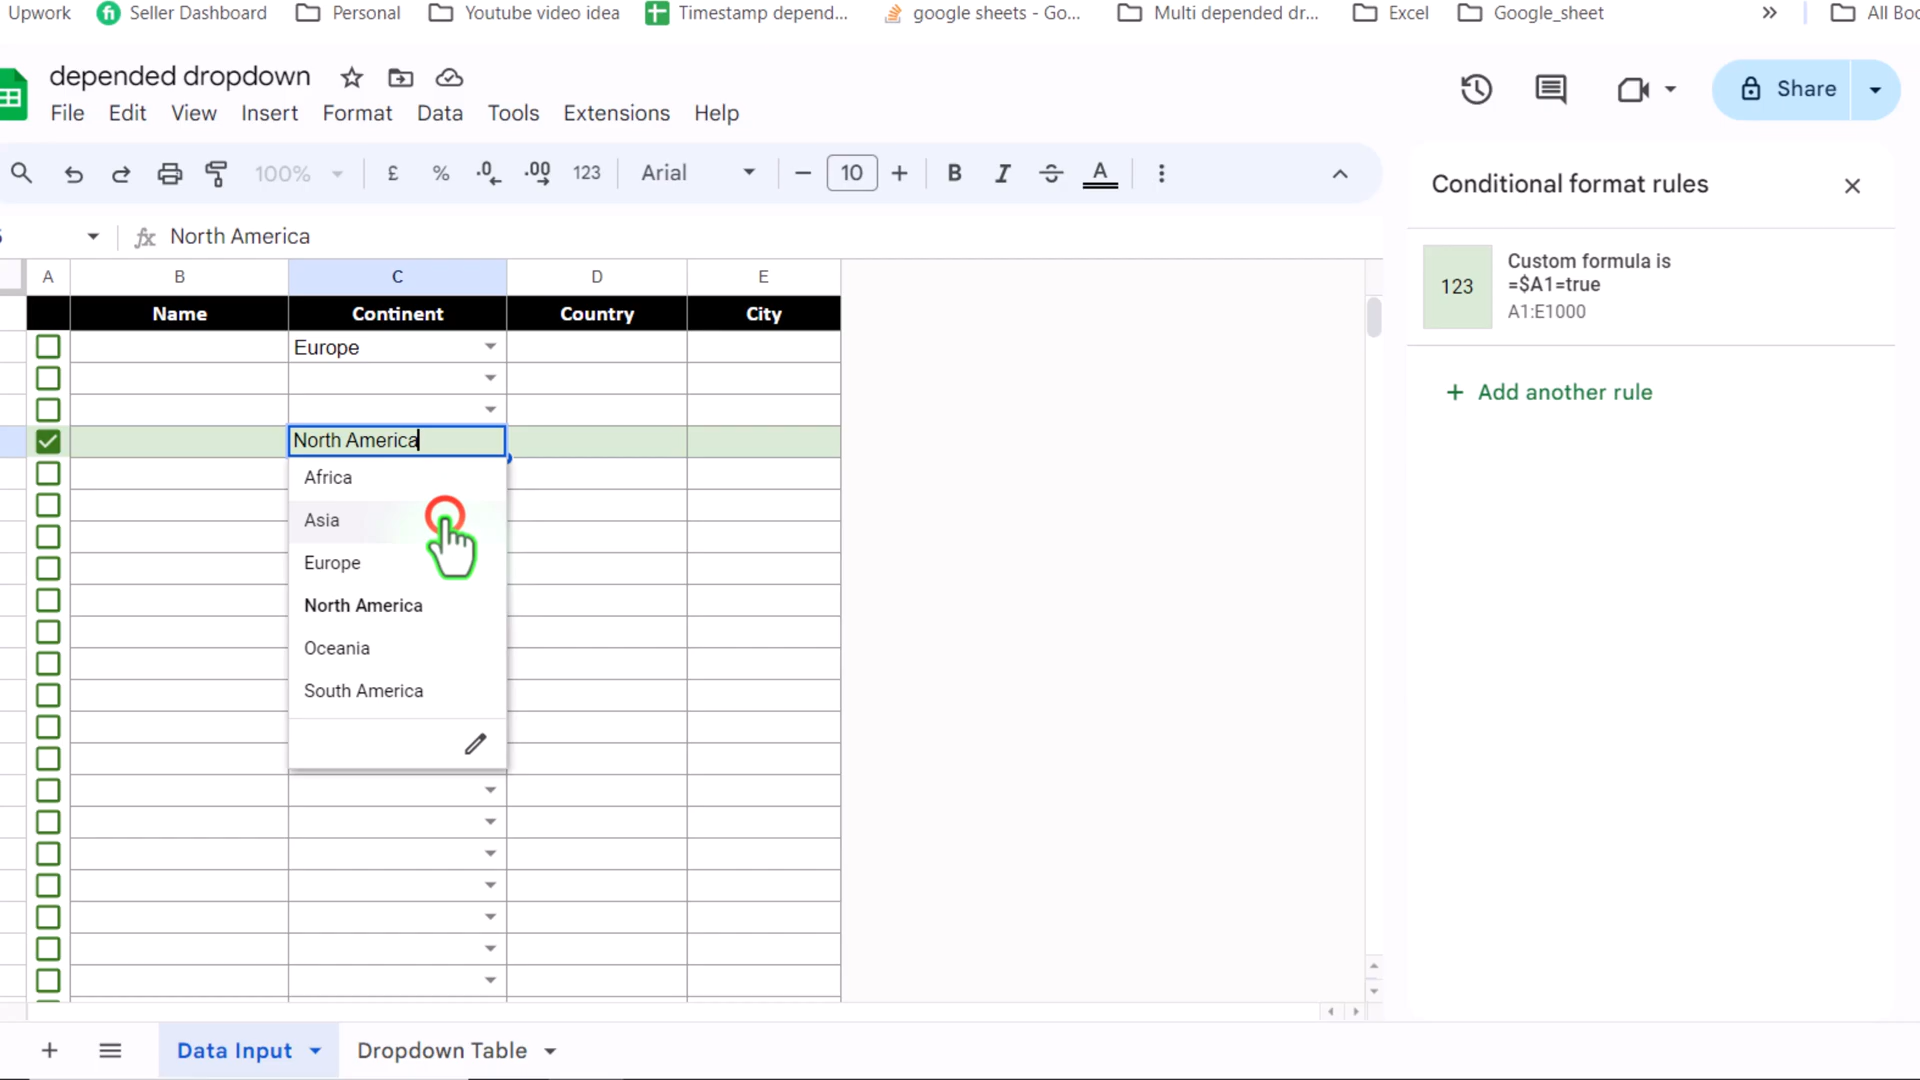 Upwork Seller Dashboard Personal Youtube video idea Timestamp depend... google sheets - Go... Multi depended dr... Excel Google_sheet » All Boo
depended dropdown
File Edit View Insert Format Data Tools Extensions Help
Share
100% £ % .0 .00 123 Arial 10 B I S A
Conditional format rules
fx North America
A B C D E
Name Continent Country City
123
Custom formula is
=$A1=true
A1:E1000
Europe
+ Add another rule
North America
Africa
Asia
Europe
North America
Oceania
South America
Data Input Dropdown Table